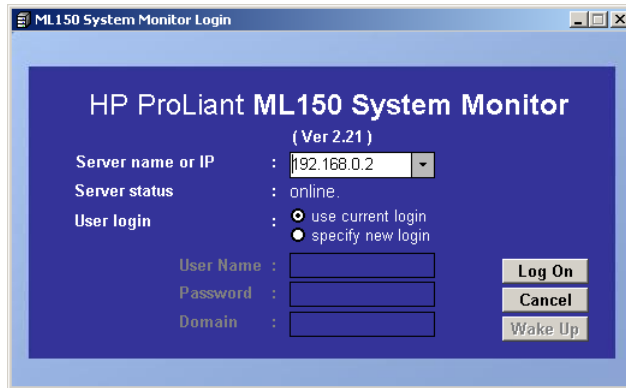 ML150 System Monitor Login
HP ProLiant ML150 System Monitor
( Ver 2.21 )
Server name or IP : 192.168.0.2
Server status : online.
User login : use current login
specify new login
User Name :
Password :
Domain :
Log On
Cancel
Wake Up